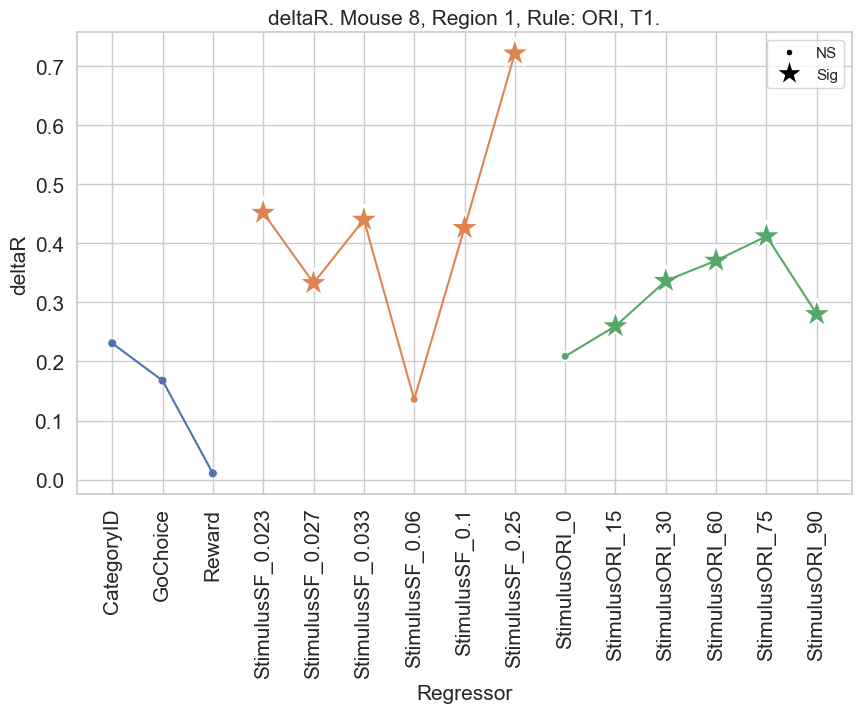 deltaR. Mouse 8, Region 1, Rule: ORI, T1.
NS
Sig
deltaR
0.7
0.6
0.5
0.4
0.3
0.2
0.1
0.0
CategoryID
GoChoice
Reward
StimulusSF_0.023
StimulusSF_0.027
StimulusSF_0.033
StimulusSF_0.06
StimulusSF_0.1
StimulusSF_0.25
StimulusORI_0
StimulusORI_15
StimulusORI_30
StimulusORI_60
StimulusORI_75
StimulusORI_90
Regressor